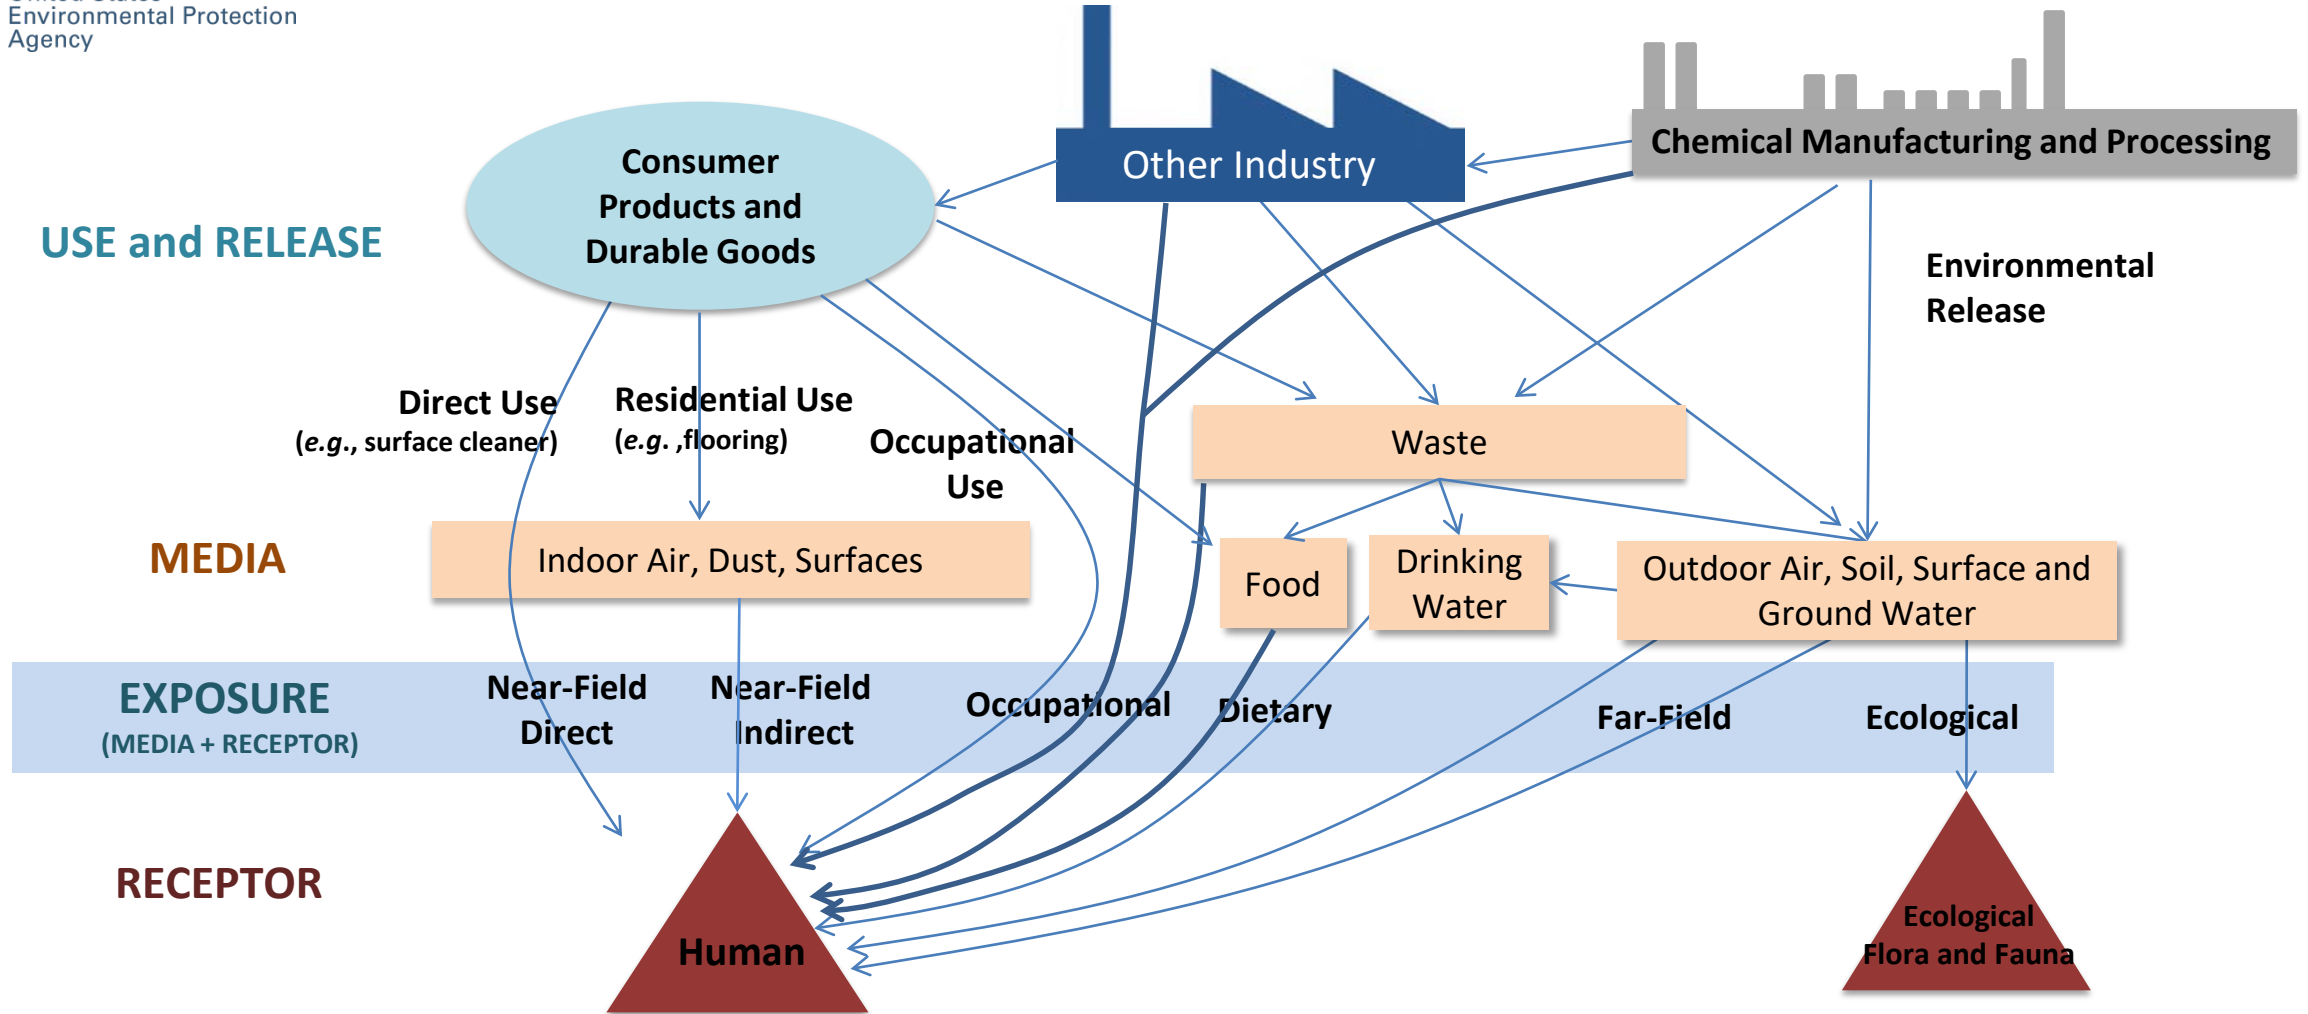 Environmental Protection
Agency
Consumer
Products and
Durable Goods
Other Industry
Chemical Manufacturing and Processing
USE and RELEASE
Environmental
Release
Direct Use
(e.g., surface cleaner)
Residential Use
(e.g. ,flooring)
Occupational
Use
Waste
MEDIA
Indoor Air, Dust, Surfaces
Food
Drinking
Water
Outdoor Air, Soil, Surface and
Ground Water
EXPOSURE
(MEDIA + RECEPTOR)
Near-Field
Direct
Near-Field
Indirect
Occupational
Dietary
Far-Field
Ecological
RECEPTOR
Human
Ecological
Flora and Fauna